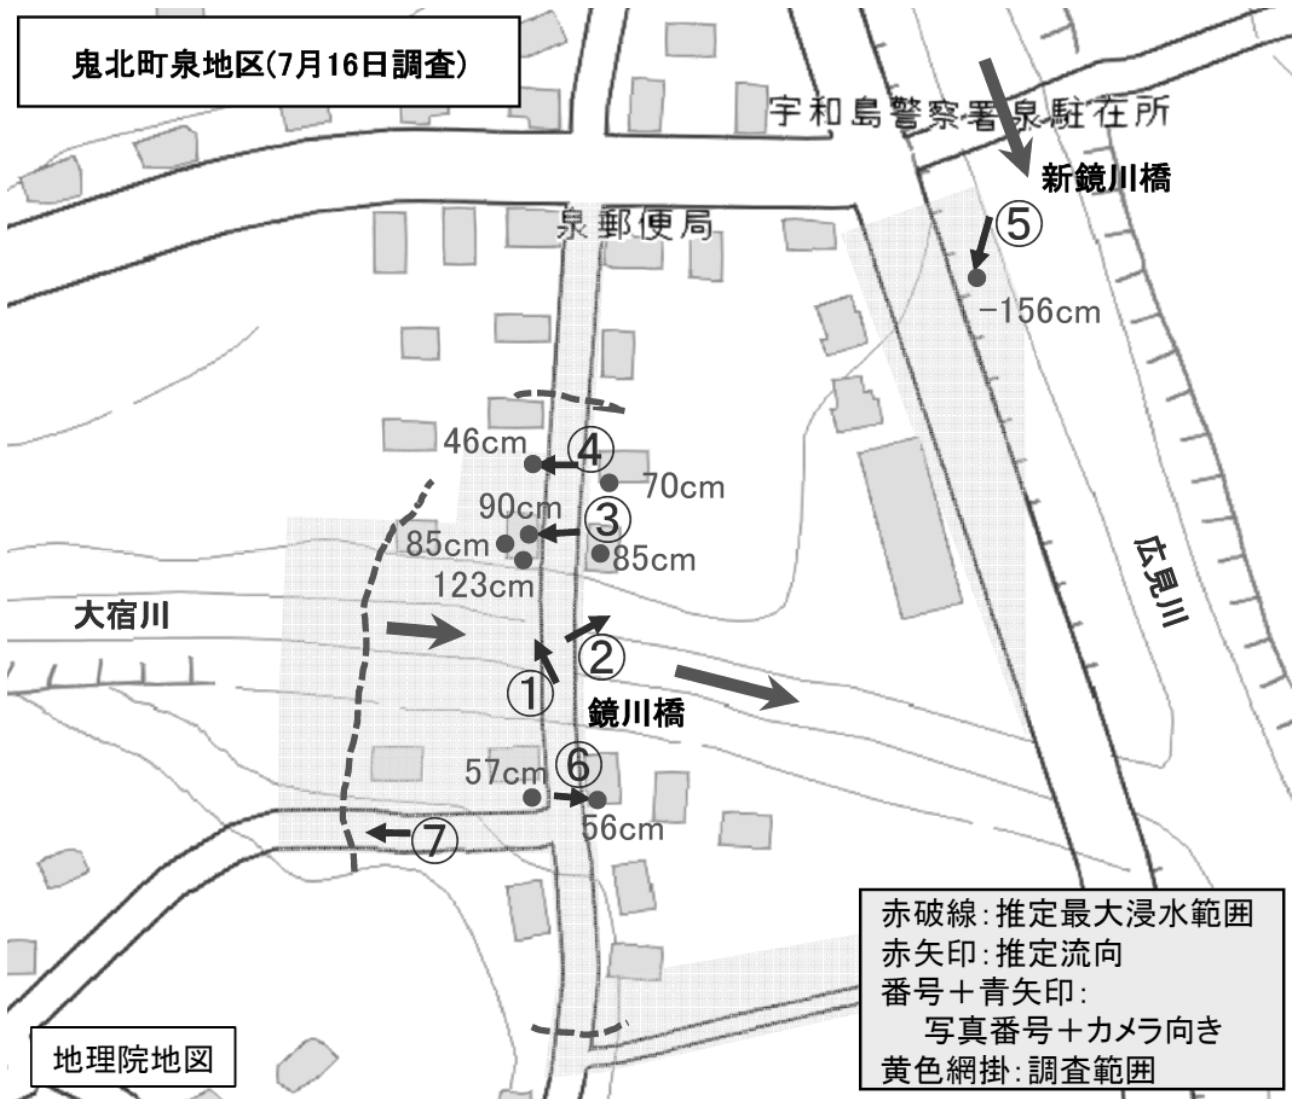 鬼北町泉地区(7月16日調査)
宇和島警察署泉駐在所
新鏡川橋
泉郵便局
⑤
-156cm
46cm
④
70cm
90cm
③
85cm
85cm
123cm
広見川
大宿川
②
①
鏡川橋
57cm
⑥
56cm
⑦
赤破線:推定最大浸水範囲
赤矢印:推定流向
番号+青矢印:
写真番号+カメラ向き
黄色網掛:調査範囲
地理院地図